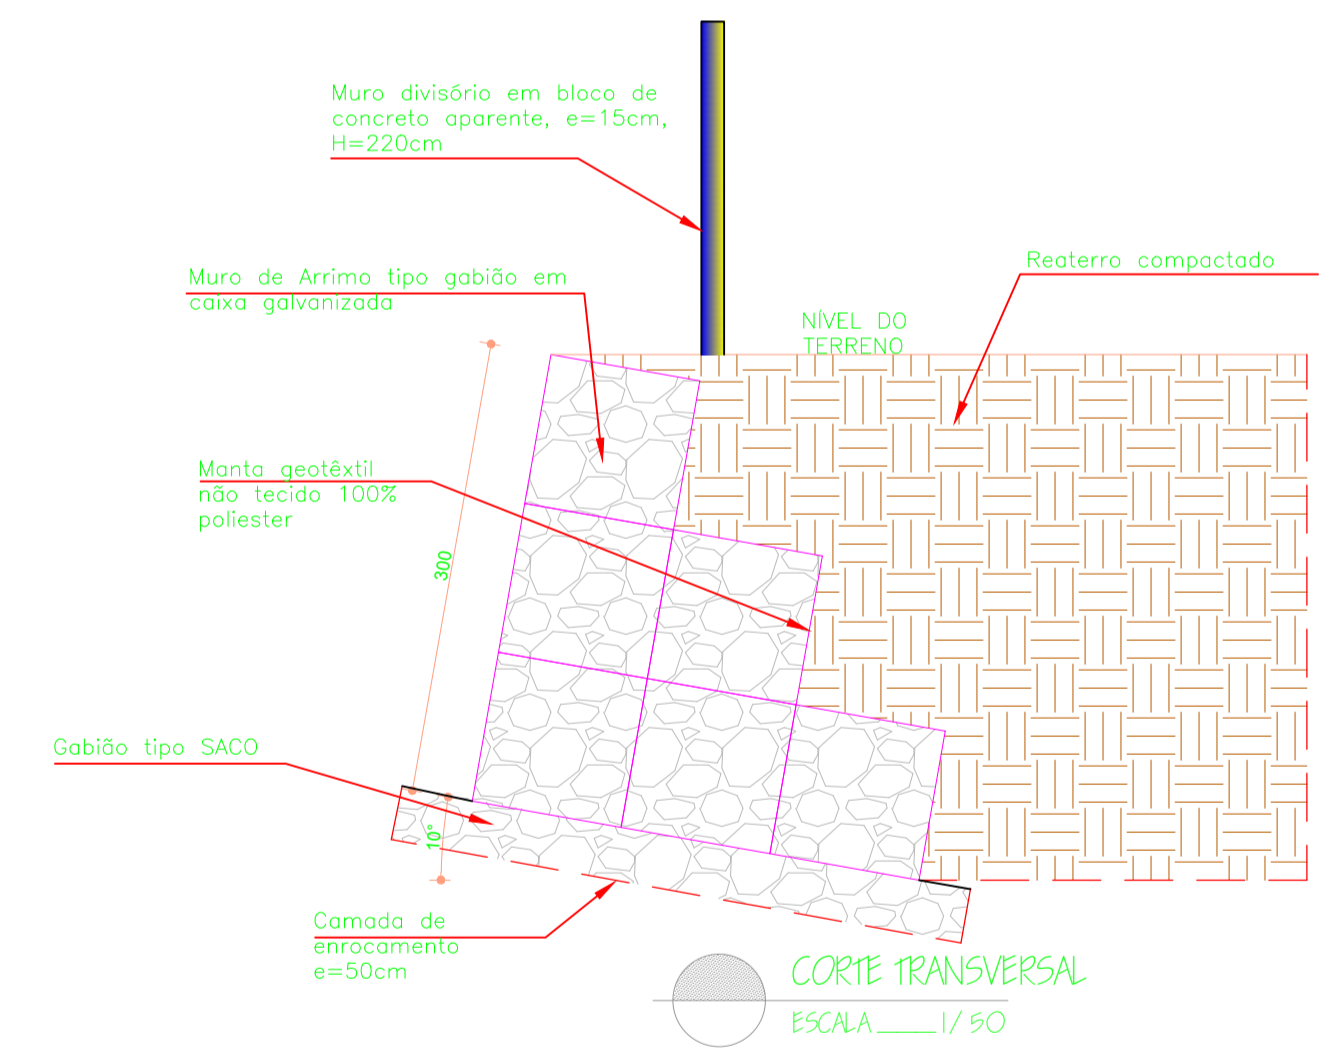 Muro divisório em bloco de
concreto aparente, e=15cm,
H=220cm
Muro de Arrimo tipo gabião em
caixa galvanizada
Reaterro compactado
NÍVEL DO
TERRENO
Manta geotêxtil
não tecido 100%
poliester
300
Gabião tipo SACO
10°
Camada de
enrocamento
e=50cm
CORTE TRANSVERSAL
ESCALA____1/50